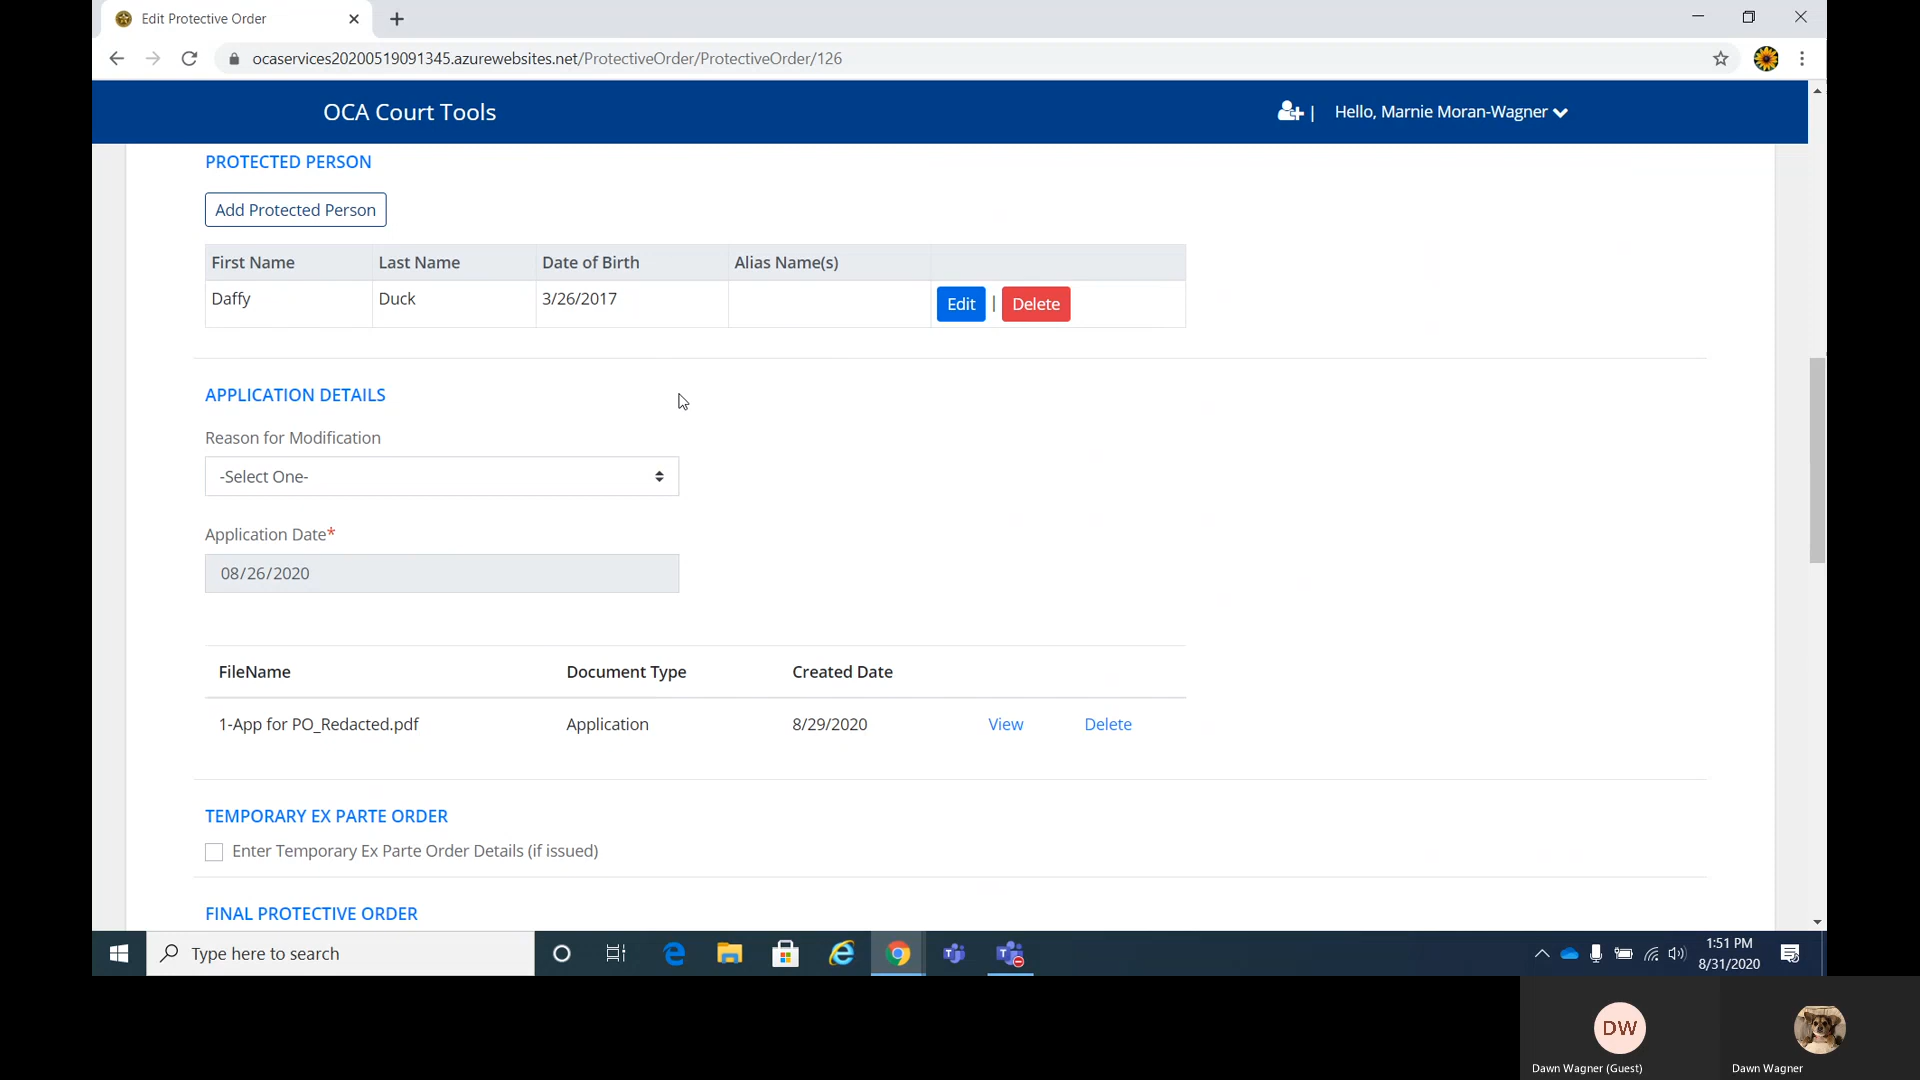 Edit Protective Order
ocaservices20200519091345.azurewebsites.net/ProtectiveOrder/ProtectiveOrder/126
OCA Court Tools
| Hello, Marnie Moran-Wagner
PROTECTED PERSON
Add Protected Person
First Name Last Name Date of Birth Alias Name(s)
Daffy Duck 3/26/2017 Edit | Delete
APPLICATION DETAILS
Reason for Modification
-Select One-
Application Date*
08/26/2020
FileName Document Type Created Date
1-App for PO_Redacted.pdf Application 8/29/2020 View Delete
TEMPORARY EX PARTE ORDER
Enter Temporary Ex Parte Order Details (if issued)
FINAL PROTECTIVE ORDER
Type here to search
1:51 PM
8/31/2020
DW
Dawn Wagner (Guest)
Dawn Wagner